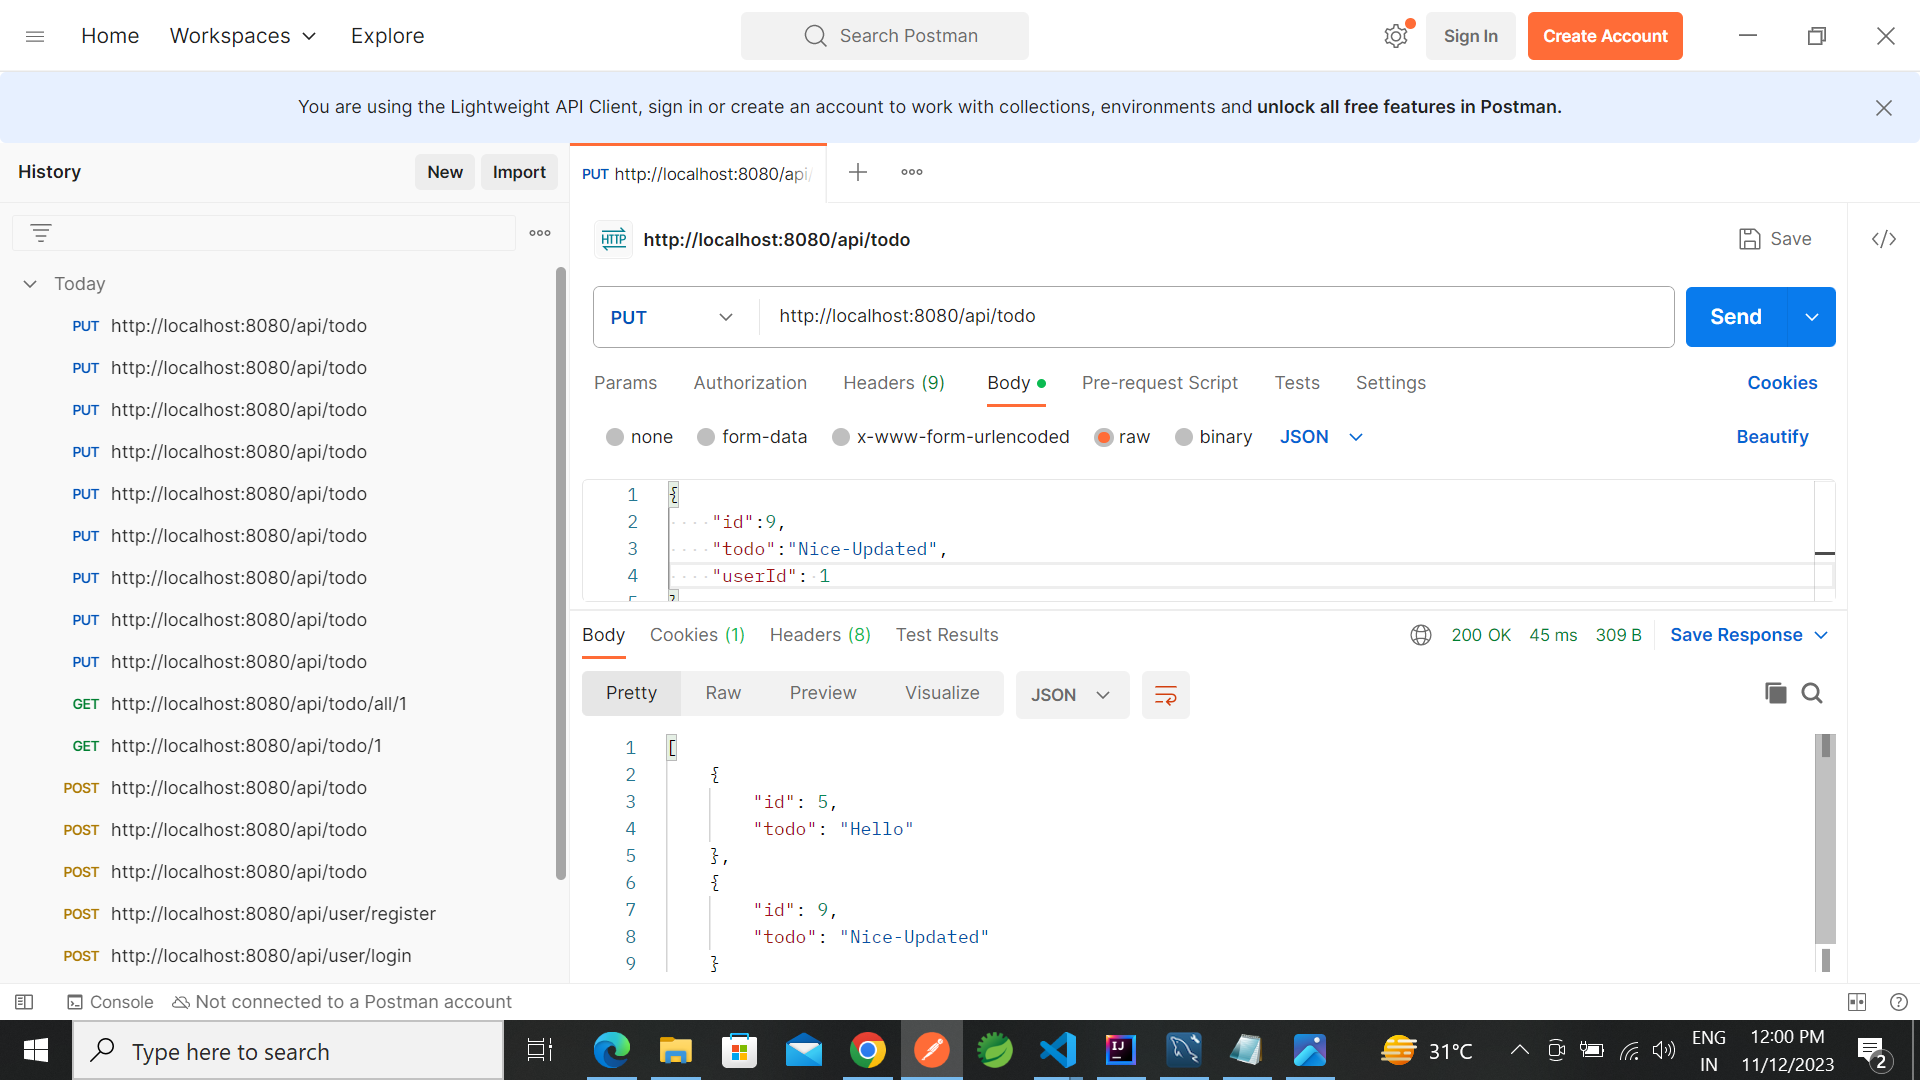 Home Workspaces Explore Search Postman Sign In Create Account
You are using the Lightweight API Client, sign in or create an account to work with collections, environments and unlock all free features in Postman.
History New Import
PUT http://localhost:8080/api/
HTTP http://localhost:8080/api/todo Save
Today
PUT http://localhost:8080/api/todo
PUT http://localhost:8080/api/todo
PUT http://localhost:8080/api/todo
PUT http://localhost:8080/api/todo
PUT http://localhost:8080/api/todo
PUT http://localhost:8080/api/todo
PUT http://localhost:8080/api/todo
PUT http://localhost:8080/api/todo
PUT http://localhost:8080/api/todo
GET http://localhost:8080/api/todo/all/1
GET http://localhost:8080/api/todo/1
POST http://localhost:8080/api/todo
POST http://localhost:8080/api/todo
POST http://localhost:8080/api/todo
POST http://localhost:8080/api/user/register
POST http://localhost:8080/api/user/login
PUT http://localhost:8080/api/todo Send
Params Authorization Headers (9) Body Pre-request Script Tests Settings Cookies
none form-data x-www-form-urlencoded raw binary JSON Beautify
1 {
2 "id":9,
3 "todo":"Nice-Updated",
4 "userId": 1
5 }
Body Cookies (1) Headers (8) Test Results 200 OK 45 ms 309 B Save Response
Pretty Raw Preview Visualize JSON
1 [
2 {
3 "id": 5,
4 "todo": "Hello"
5 },
6 {
7 "id": 9,
8 "todo": "Nice-Updated"
9 }
Console Not connected to a Postman account
Type here to search
IJ
31°C
ENG
IN
12:00 PM
11/12/2023
2